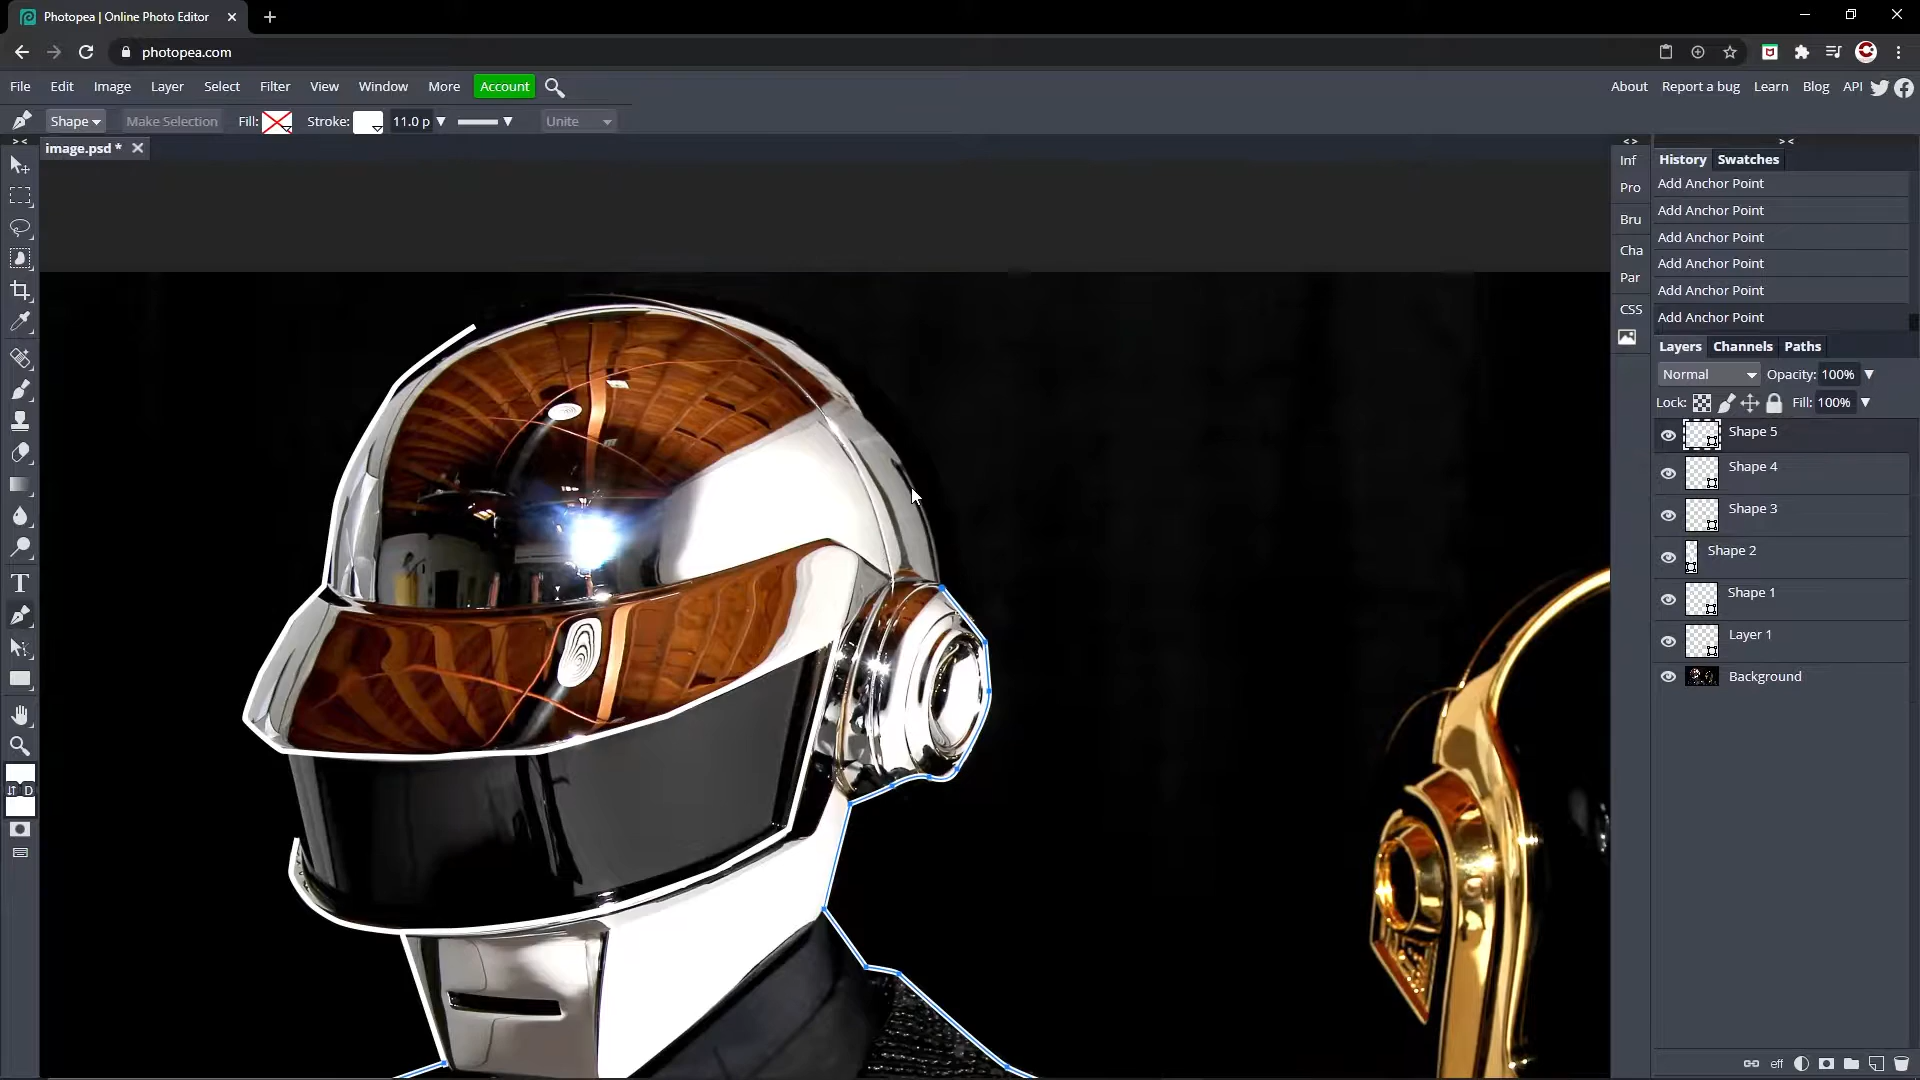 Photopea | Online Photo Editor
photopea.com
File Edit Image Layer Select Filter View Window More Account
About Report a bug Learn Blog API
Shape Make Selection Fill: Stroke: 11.0 p Unite
image.psd *
> <
< >
> <
Inf
Pro
Bru
Cha
Par
CSS
History Swatches
Add Anchor Point
Add Anchor Point
Add Anchor Point
Add Anchor Point
Add Anchor Point
Add Anchor Point
Layers Channels Paths
Normal Opacity: 100%
Lock: Fill: 100%
Shape 5
Shape 4
Shape 3
Shape 2
Shape 1
Layer 1
Background
D
eff